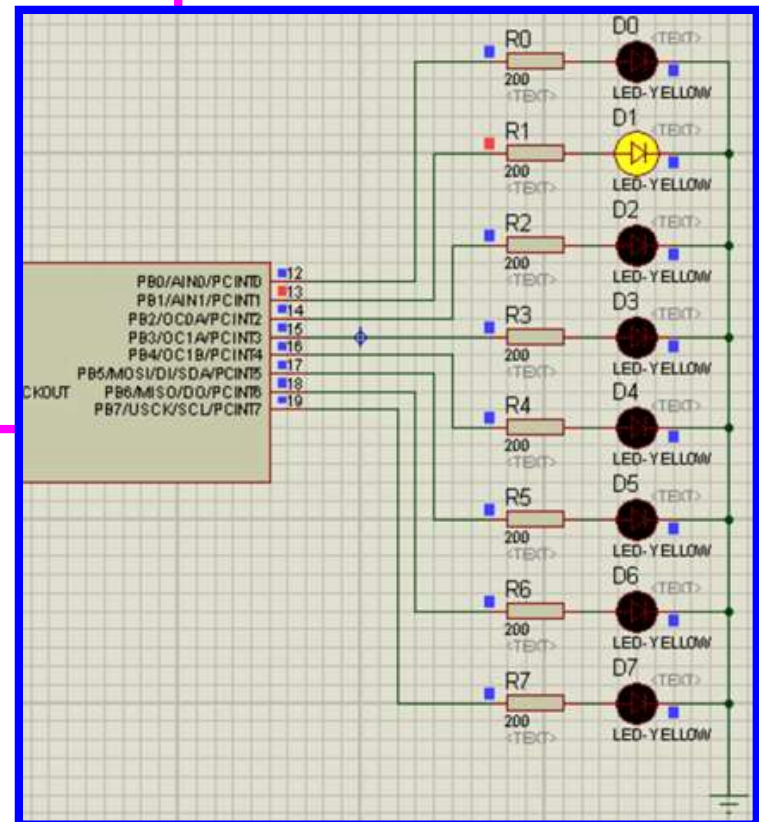 D0
<TEXT>
R0
200
<TEXT>
LED-YELLOW
D1
<TEXT>
R1
200
<TEXT>
LED-YELLOW
D2
<TEXT>
R2
200
<TEXT>
LED-YELLOW
D3
<TEXT>
R3
200
<TEXT>
LED-YELLOW
D4
<TEXT>
R4
200
<TEXT>
LED-YELLOW
D5
<TEXT>
R5
200
<TEXT>
LED-YELLOW
D6
<TEXT>
R6
200
<TEXT>
LED-YELLOW
D7
<TEXT>
R7
200
<TEXT>
LED-YELLOW
PB0/AIN0/PCINT0 12
PB1/AIN1/PCINT1 13
PB2/OC0A/PCINT2 14
PB3/OC1A/PCINT3 15
PB4/OC1B/PCINT4 16
PB5/MOSI/DI/SDA/PCINT5 17
CKOUT PB6/MISO/DO/PCINT6 18
PB7/USCK/SCL/PCINT7 19